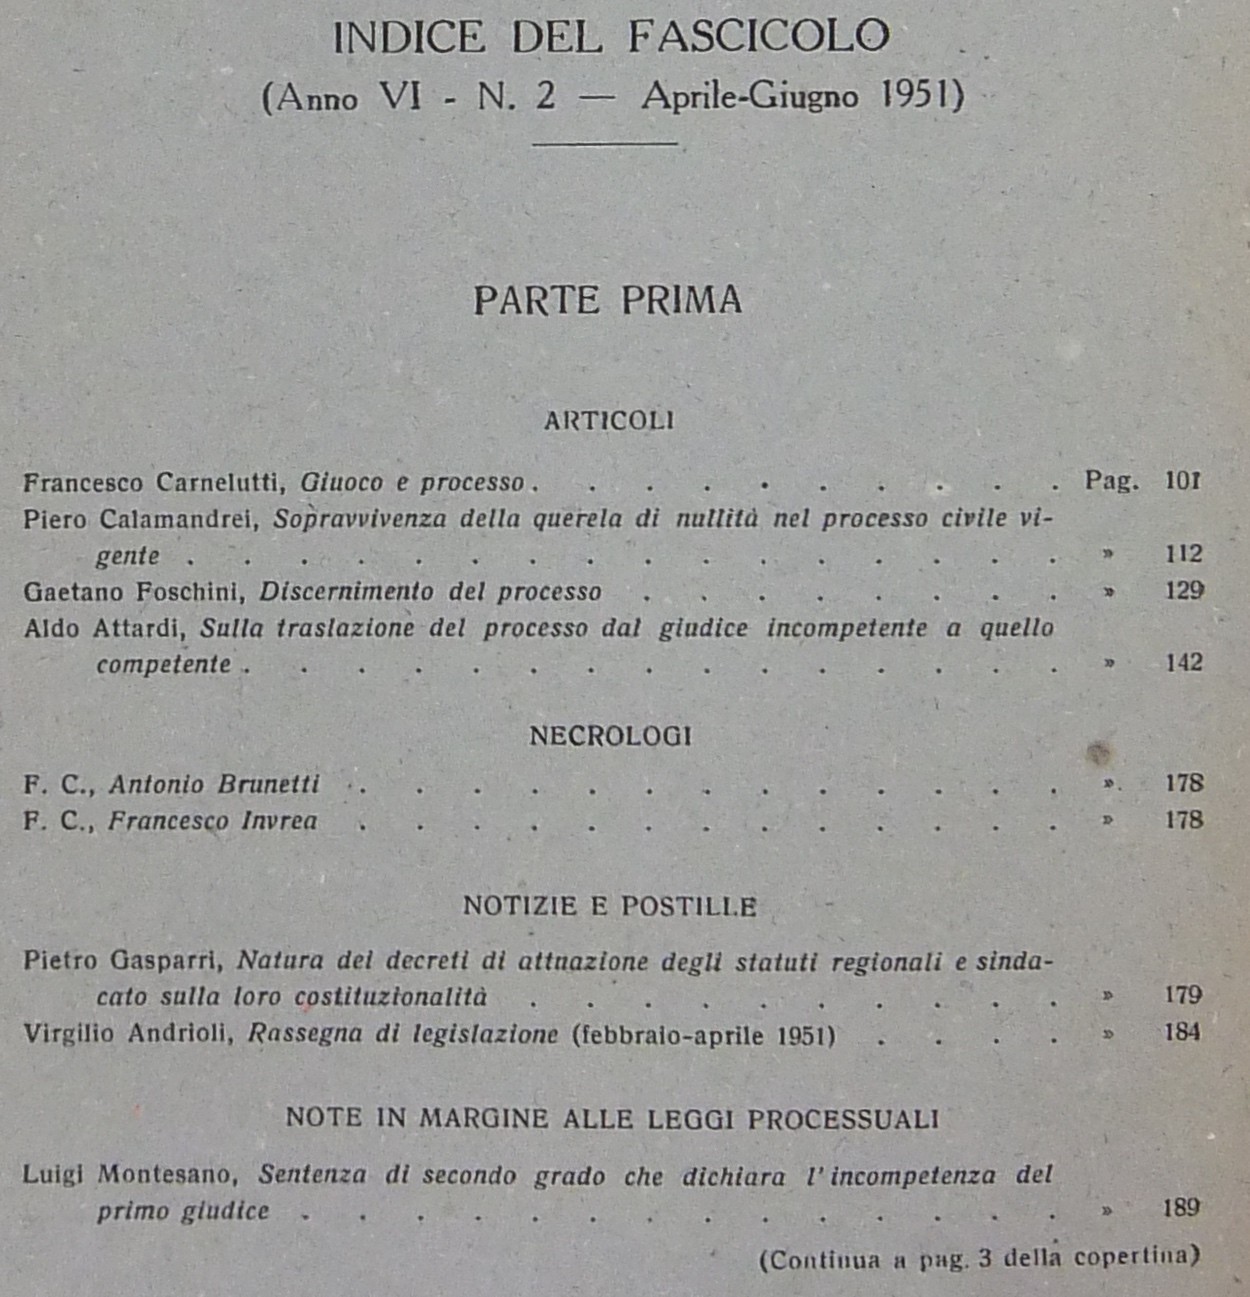 INDICE DEL FASCICOLO
(Anno VI - N. 2 — Aprile-Giugno 1951)
PARTE PRIMA
ARTICOLI
Francesco Carnelutti, Giuoco e processo . . . . . . . . . . Pag. 101
Piero Calamandrei, Sopravvivenza della querela di nullità nel processo civile vi-
gente . . . . . . . . . . . . . . . . » 112
Gaetano Foschini, Discernimento del processo . . . . . . . . » 129
Aldo Attardi, Sulla traslazione del processo dal giudice incompetente a quello
competente . . . . . . . . . . . . . . . » 142
NECROLOGI
F. C., Antonio Brunetti . . . . . . . . . . . . . » 178
F. C., Francesco Invrea . . . . . . . . . . . . . » 178
NOTIZIE E POSTILLE
Pietro Gasparri, Natura dei decreti di attuazione degli statuti regionali e sinda-
cato sulla loro costituzionalità . . . . . . . . . . » 179
Virgilio Andrioli, Rassegna di legislazione (febbraio-aprile 1951) . . . . » 184
NOTE IN MARGINE ALLE LEGGI PROCESSUALI
Luigi Montesano, Sentenza di secondo grado che dichiara l'incompetenza del
primo giudice . . . . . . . . . . . . . . » 189
(Continua a pag. 3 della copertina)